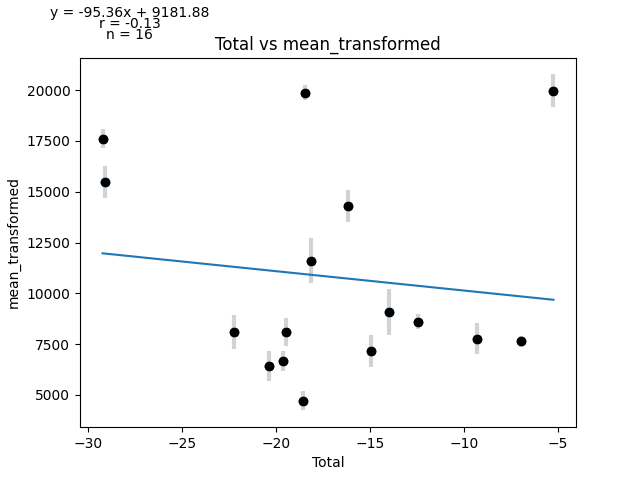 y = -95.36x + 9181.88
r = -0.13
n = 16
Total vs mean_transformed
mean_transformed
20000
17500
15000
12500
10000
7500
5000
−30
−25
−20
−15
−10
−5
Total